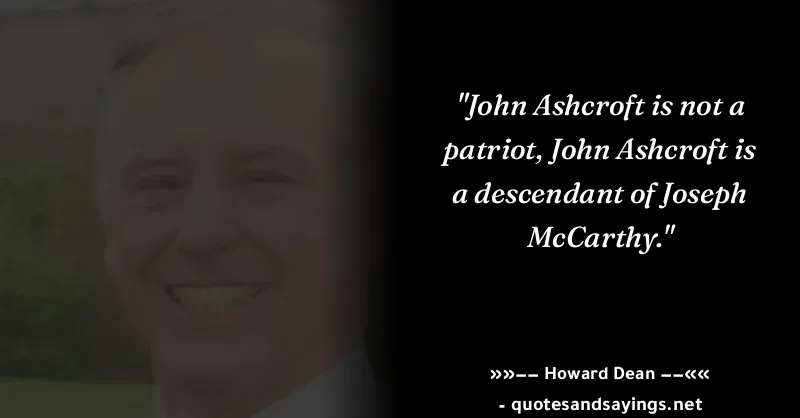 "John Ashcroft is not a
patriot, John Ashcroft is
a descendant of Joseph
McCarthy."
»»—— Howard Dean ——««
- quotesandsayings.net